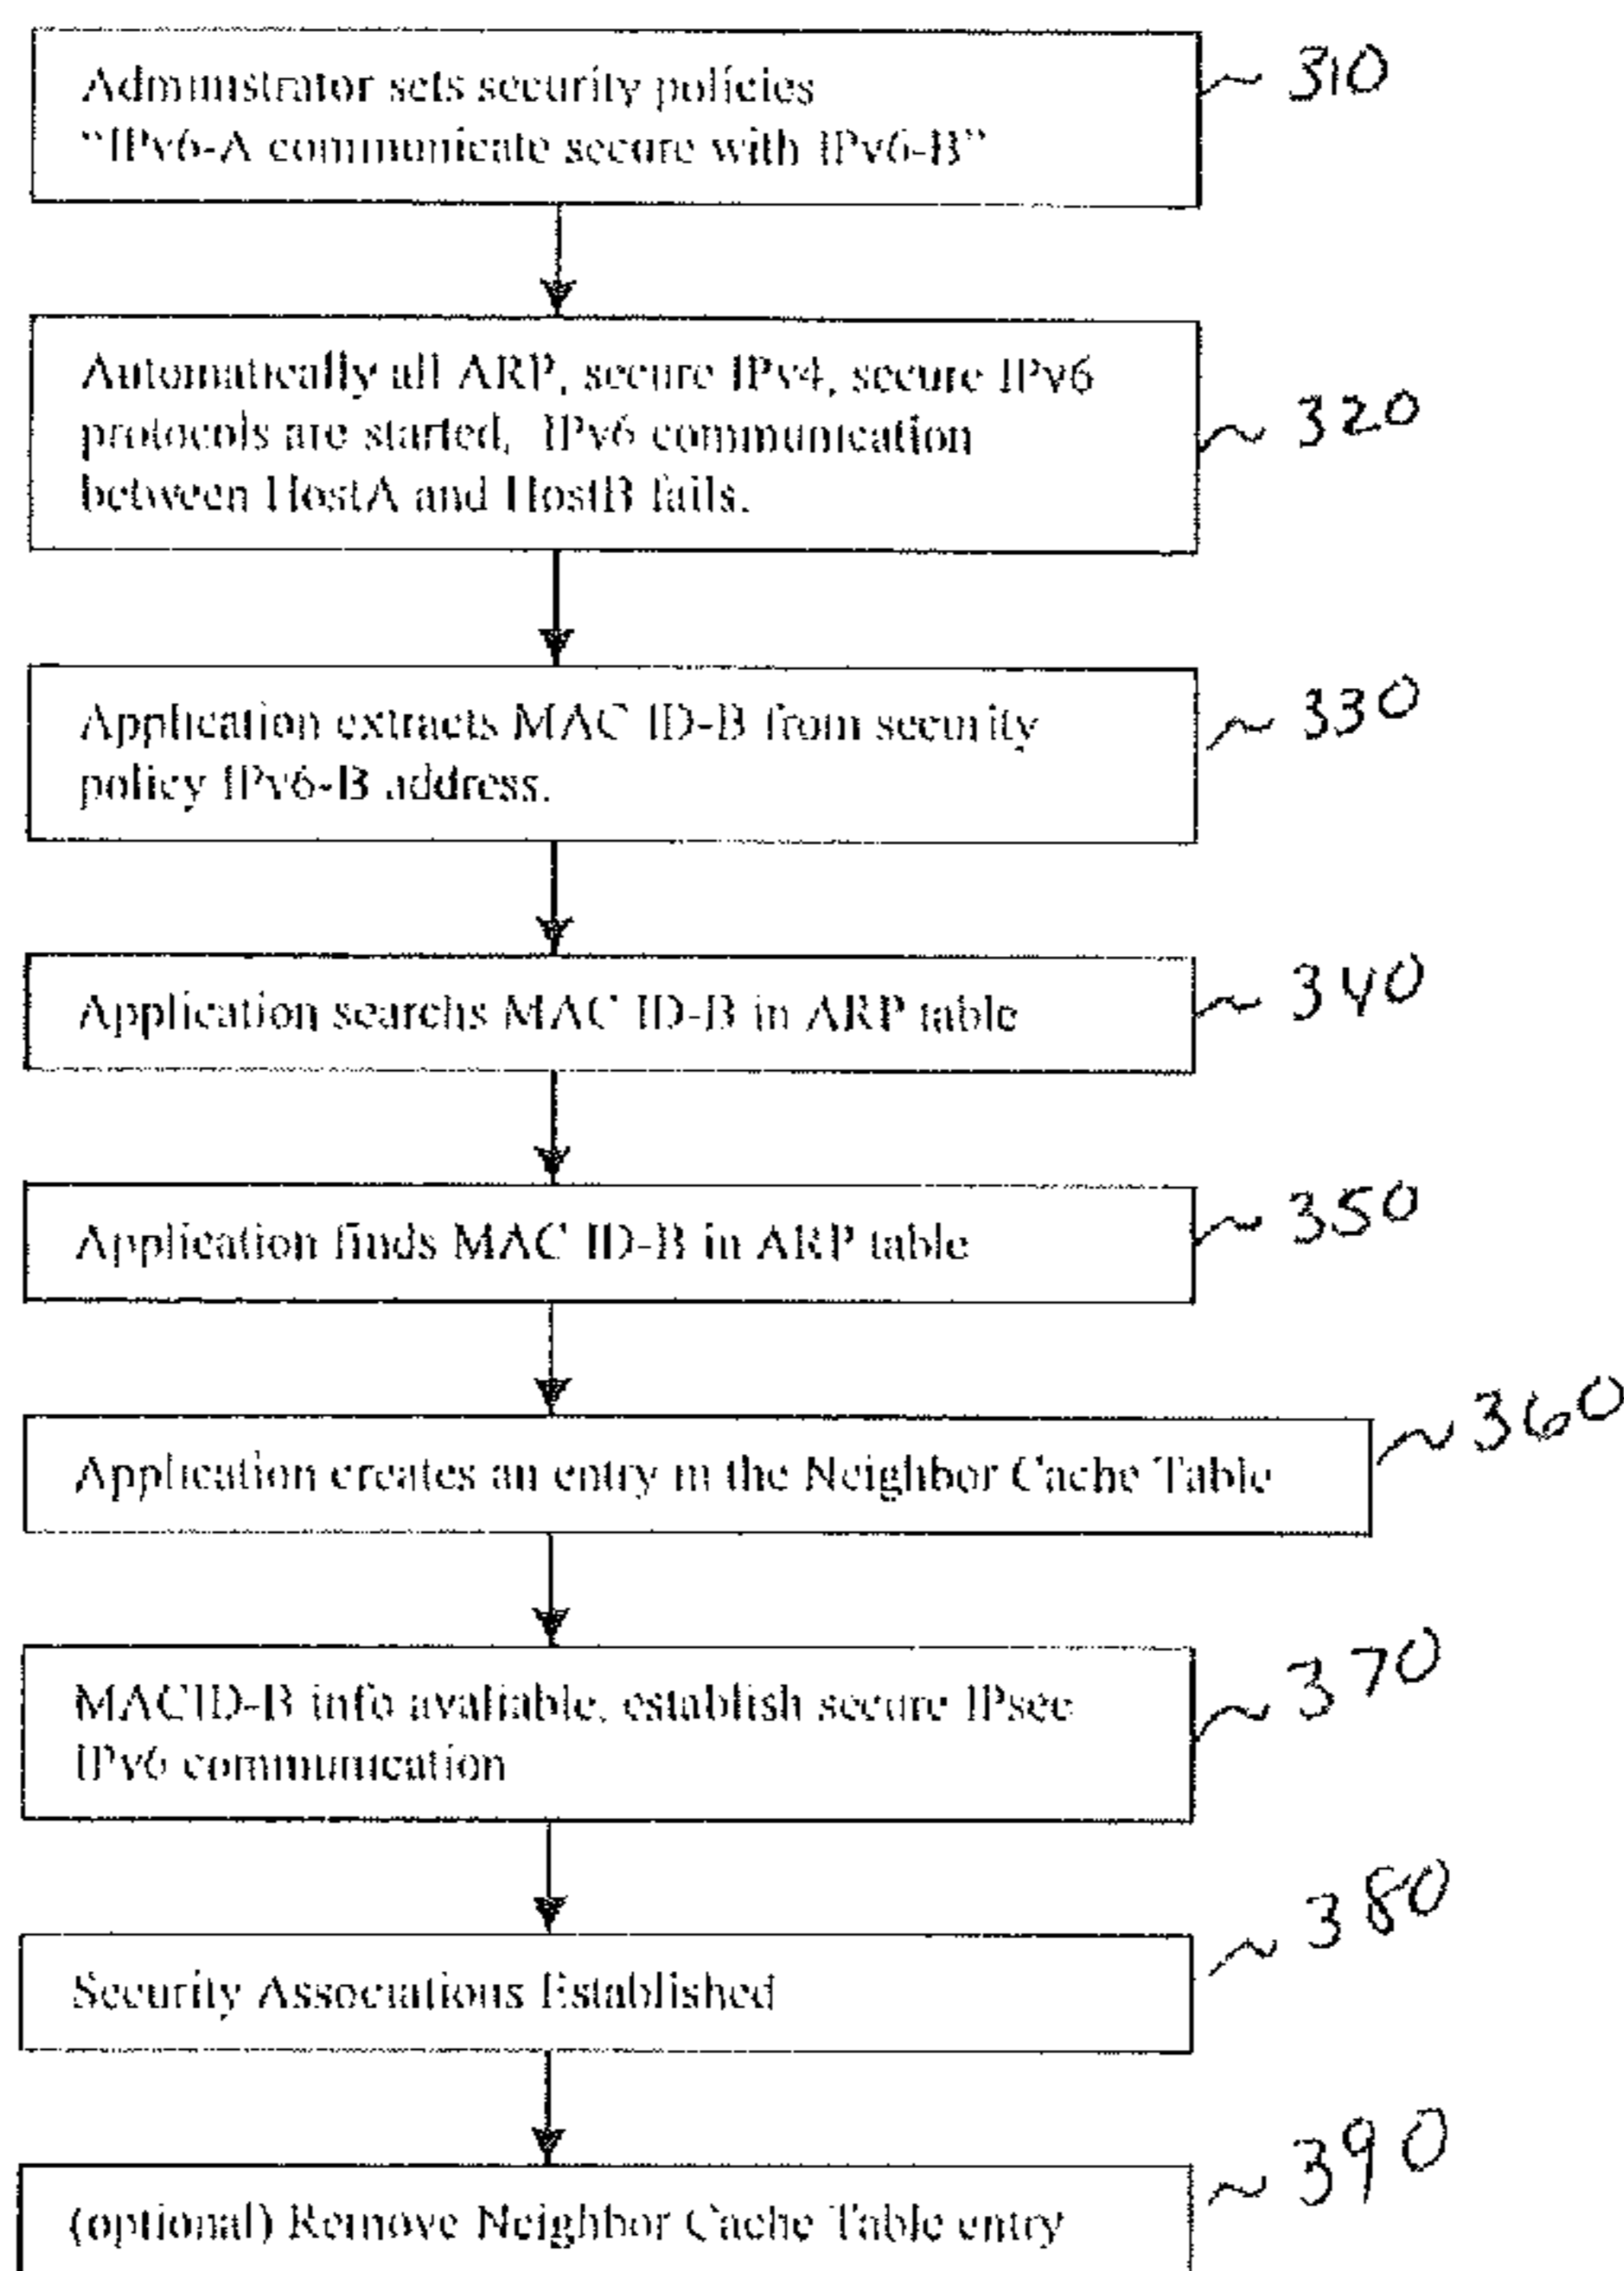 Administrator sets security policies
"IPv6-A communicate secure with IPv6-B"
310
Automatically all ARP, secure IPv4, secure IPv6
protocols are started, IPv6 communication
between HostA and HostB fails.
320
Application extracts MAC ID-B from security
policy IPv6-B address.
330
Application searchs MAC ID-B in ARP table
340
Application finds MAC ID-B in ARP table
350
Application creates an entry in the Neighbor Cache Table
360
MACID-B info avaliable, establish secure IPsec
IPv6 communication
370
Security Associations Established
380
(optional) Remove Neighbor Cache Table entry
390